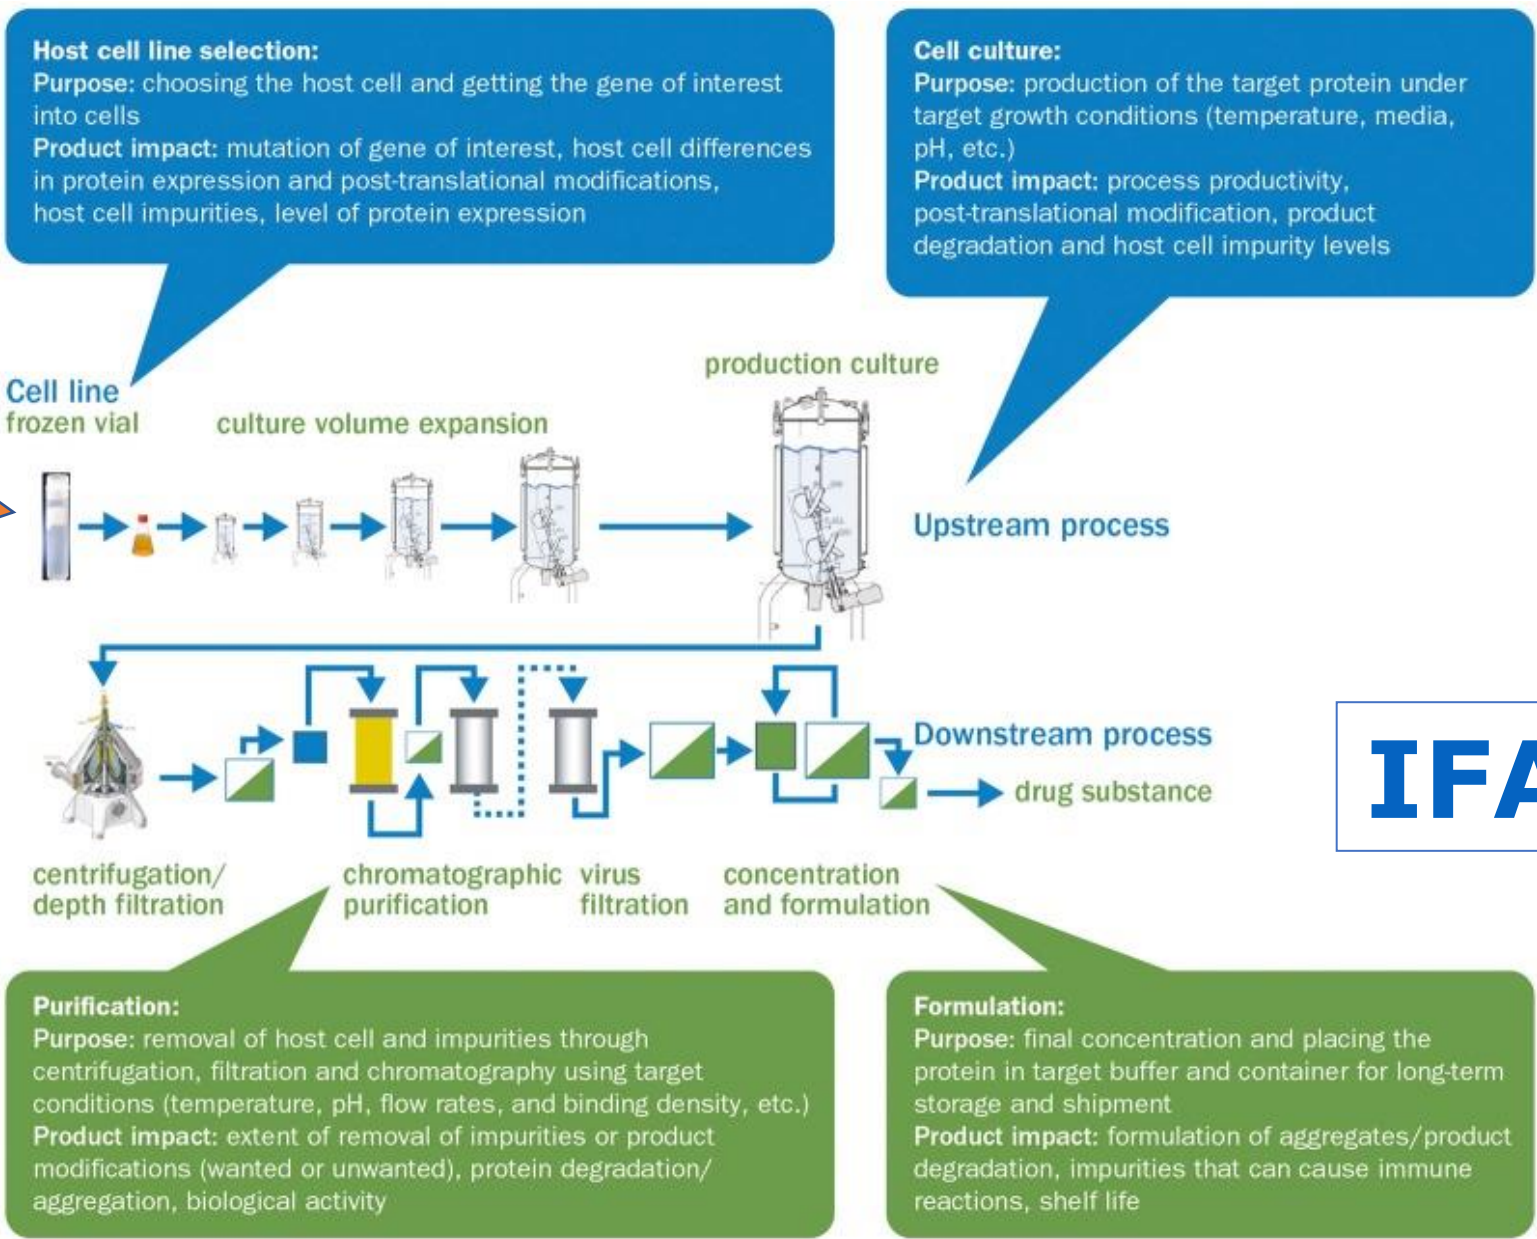 Host cell line selection:
Purpose: choosing the host cell and getting the gene of interest
into cells
Product impact: mutation of gene of interest, host cell differences
in protein expression and post-translational modifications,
host cell impurities, level of protein expression
Cell culture:
Purpose: production of the target protein under
target growth conditions (temperature, media,
pH, etc.)
Product impact: process productivity,
post-translational modification, product
degradation and host cell impurity levels
Cell line
frozen vial
culture volume expansion
production culture
Upstream process
Downstream process
drug substance
IFA
centrifugation/
depth filtration
chromatographic
purification
virus
filtration
concentration
and formulation
Purification:
Purpose: removal of host cell and impurities through
centrifugation, filtration and chromatography using target
conditions (temperature, pH, flow rates, and binding density, etc.)
Product impact: extent of removal of impurities or product
modifications (wanted or unwanted), protein degradation/
aggregation, biological activity
Formulation:
Purpose: final concentration and placing the
protein in target buffer and container for long-term
storage and shipment
Product impact: formulation of aggregates/product
degradation, impurities that can cause immune
reactions, shelf life